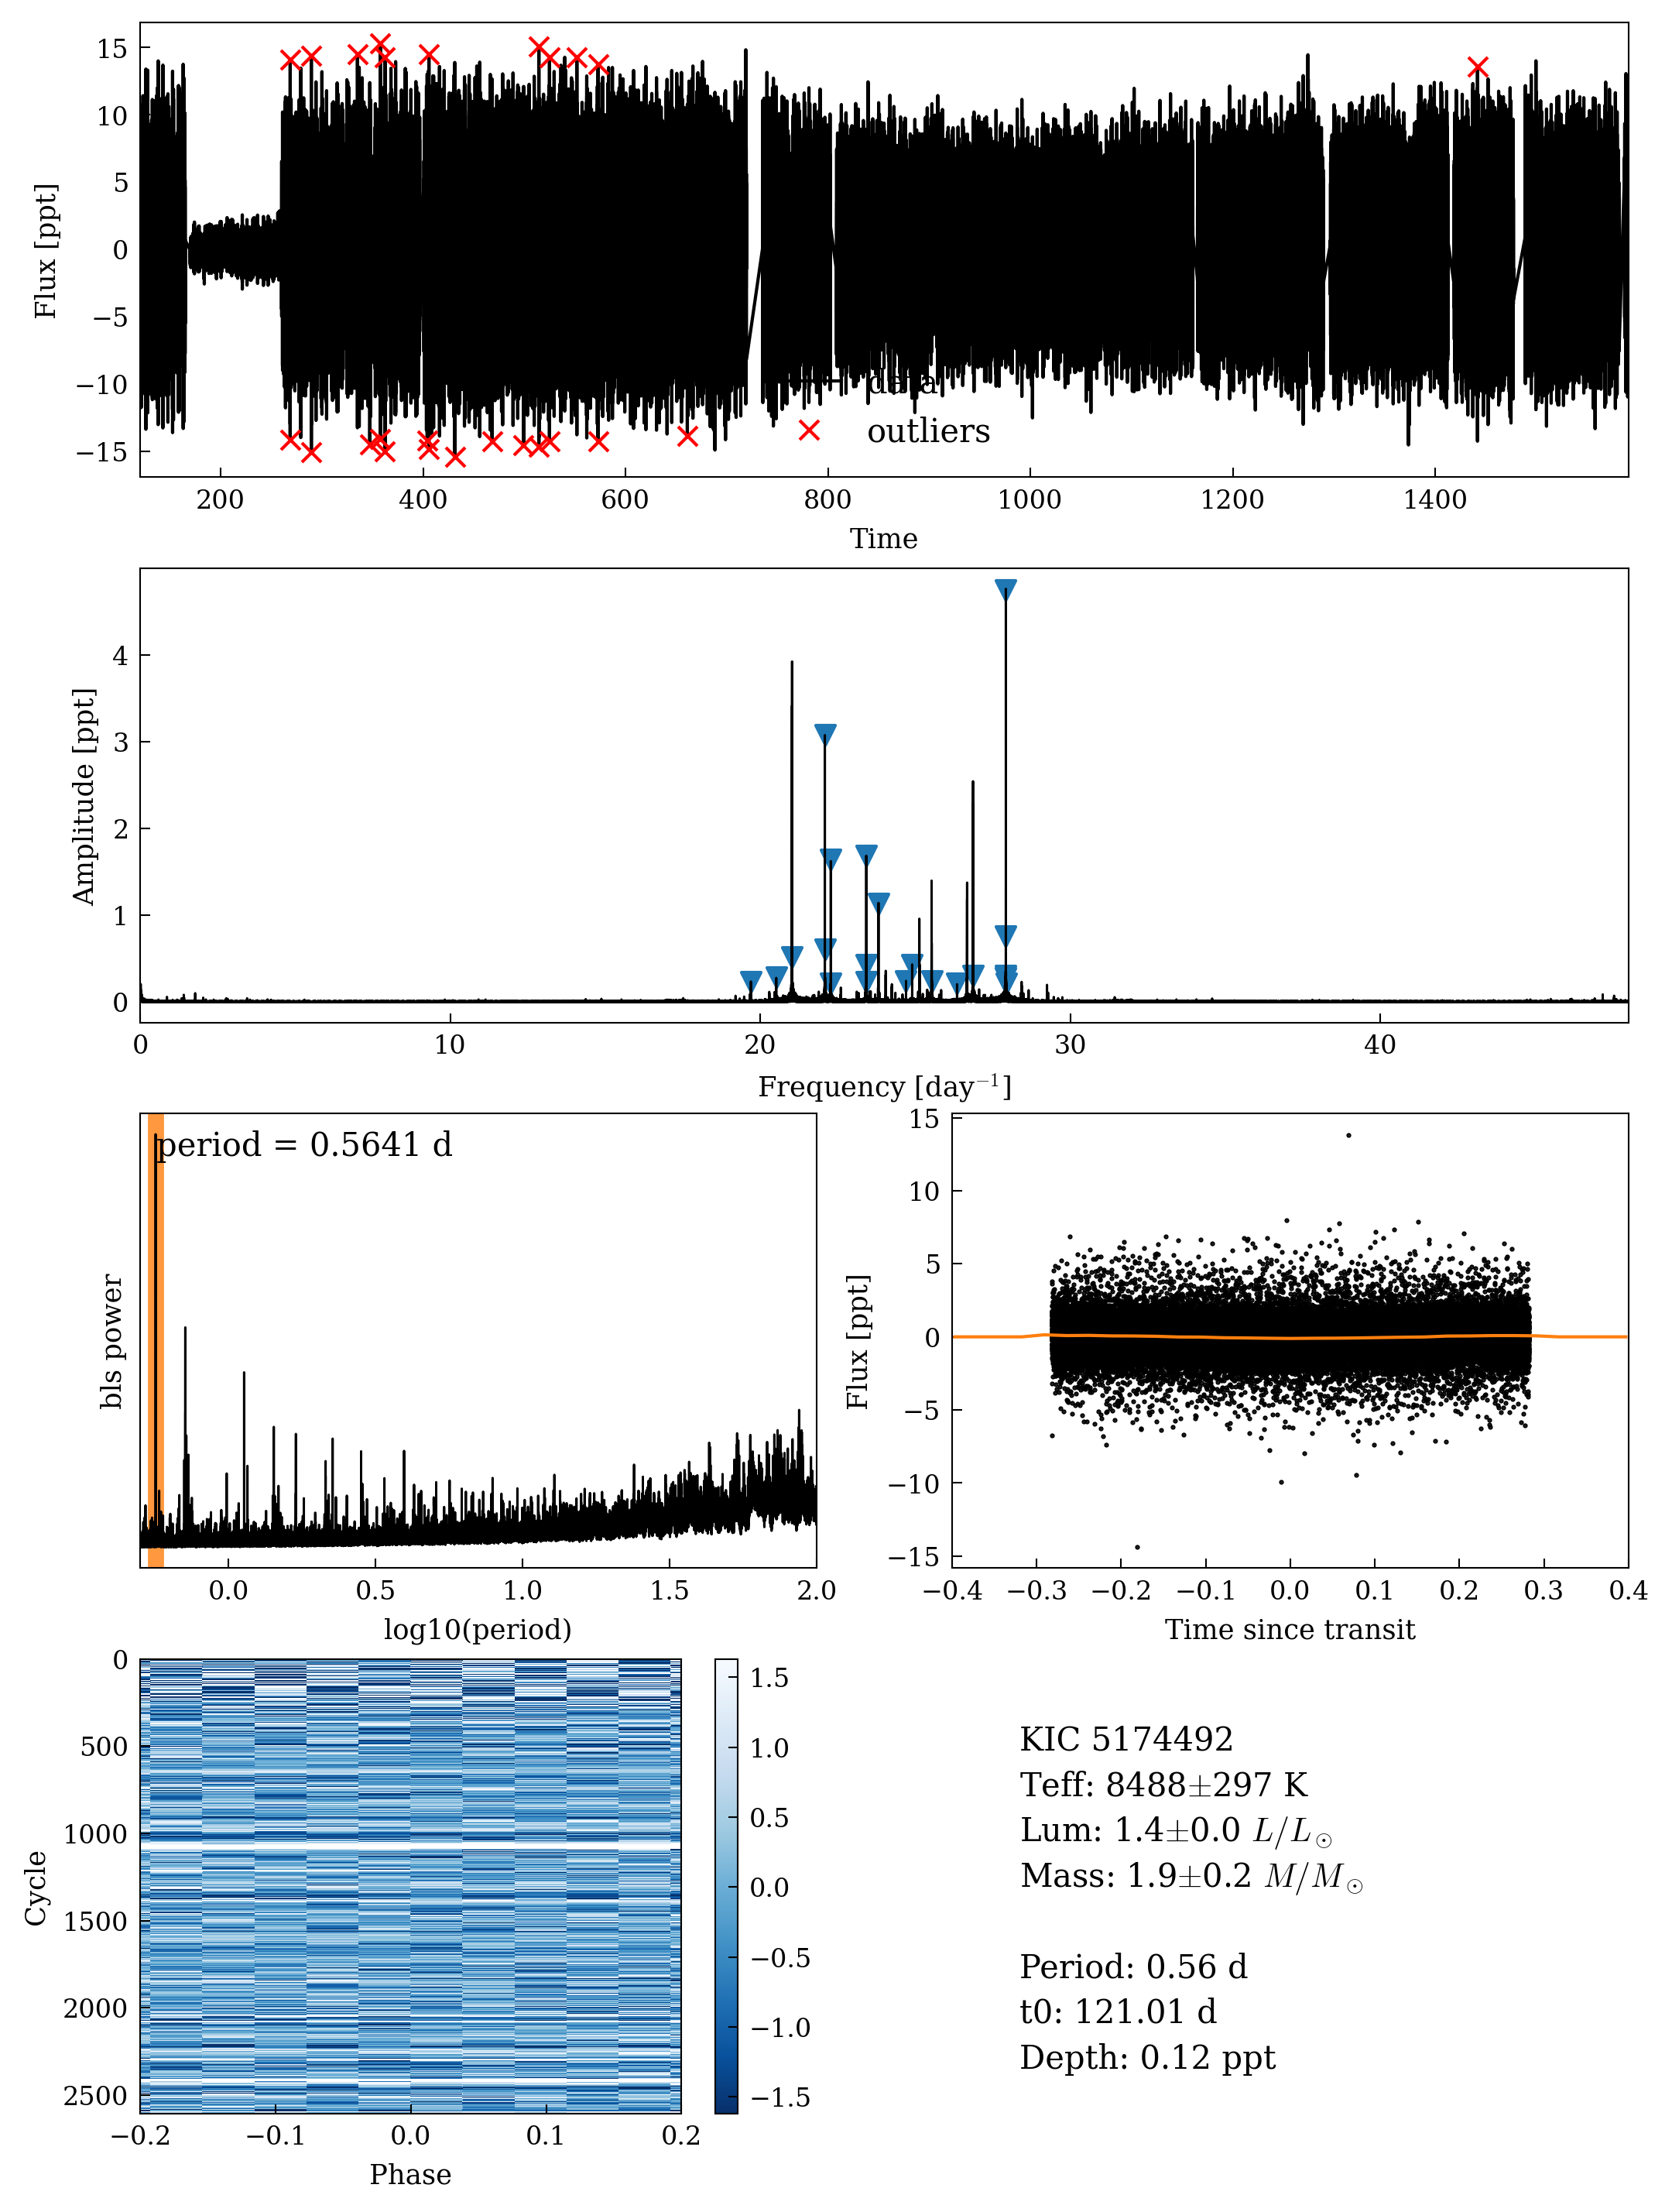 15
10
5
0
−5
−10
−15
Flux [ppt]
data
outliers
200 400 600 800 1000 1200 1400
Time
4
3
2
1
0
Amplitude [ppt]
0 10 20 30 40
Frequency [day⁻¹]
period = 0.5641 d
bls power
0.0 0.5 1.0 1.5 2.0
log10(period)
15
10
5
0
−5
−10
−15
Flux [ppt]
−0.4 −0.3 −0.2 −0.1 0.0 0.1 0.2 0.3 0.4
Time since transit
0
500
1000
1500
2000
2500
Cycle
−0.2 −0.1 0.0 0.1 0.2
Phase
1.5
1.0
0.5
0.0
−0.5
−1.0
−1.5
KIC 5174492
Teff: 8488±297 K
Lum: 1.4±0.0 L/L⊙
Mass: 1.9±0.2 M/M⊙
Period: 0.56 d
t0: 121.01 d
Depth: 0.12 ppt